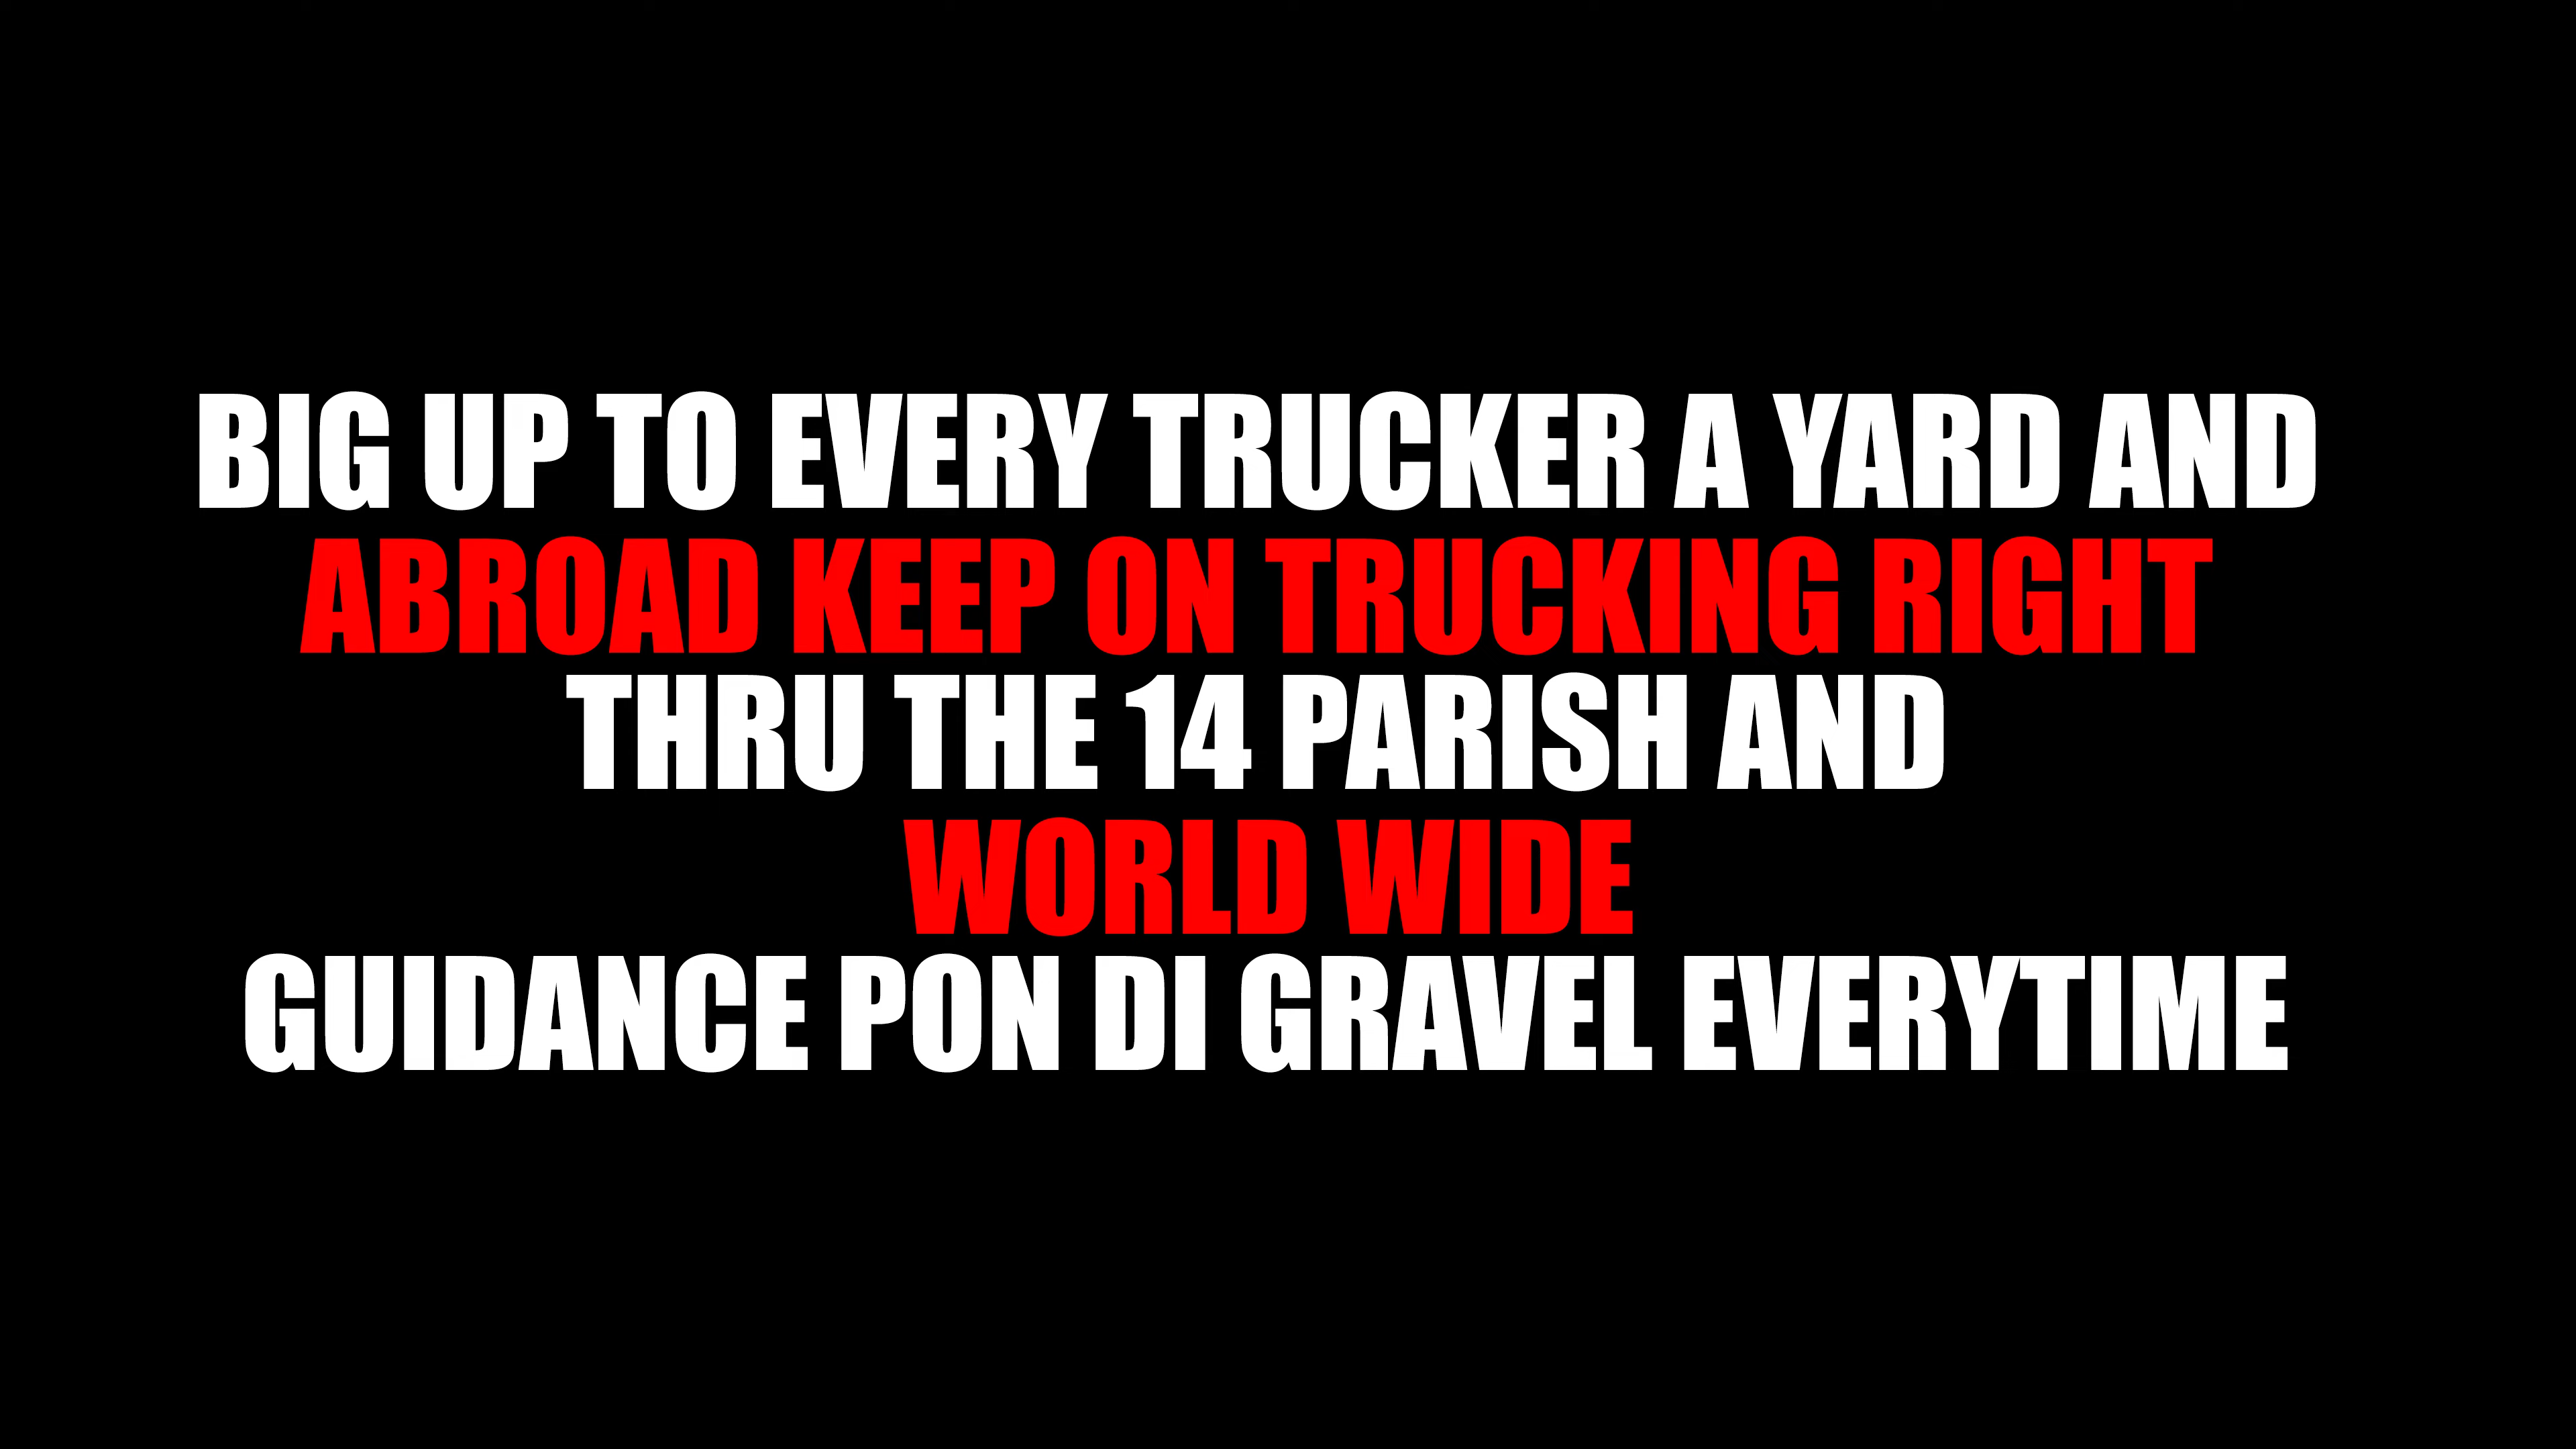 BIG UP TO EVERY TRUCKER A YARD AND
ABROAD KEEP ON TRUCKING RIGHT
THRU THE 14 PARISH AND
WORLD WIDE
GUIDANCE PON DI GRAVEL EVERYTIME